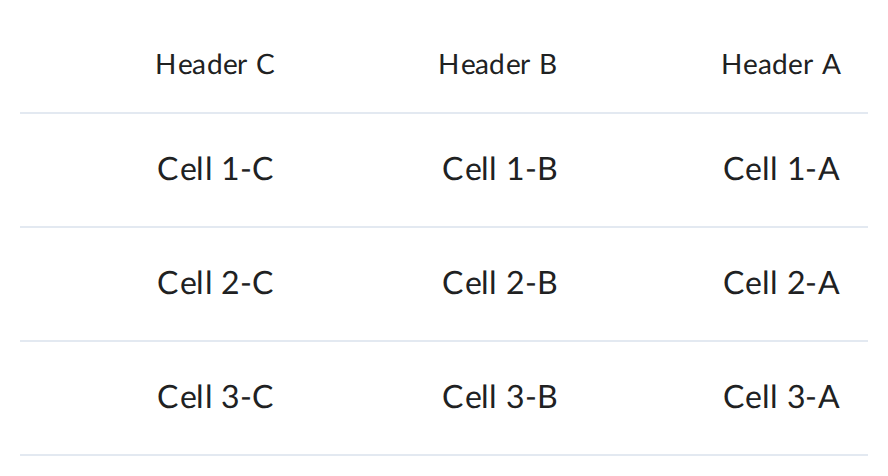 Header C Header B Header A
Cell 1-C Cell 1-B Cell 1-A
Cell 2-C Cell 2-B Cell 2-A
Cell 3-C Cell 3-B Cell 3-A